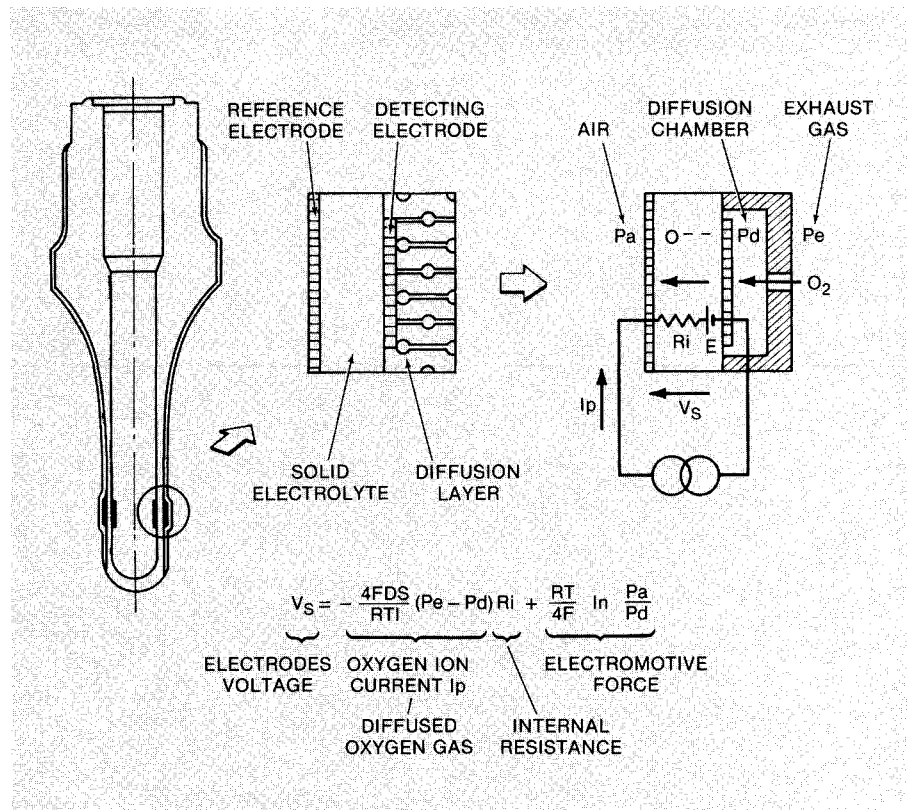 REFERENCE
ELECTRODE
DETECTING
ELECTRODE
SOLID
ELECTROLYTE
DIFFUSION
LAYER
AIR
DIFFUSION
CHAMBER
EXHAUST
GAS
Pa
O⁻⁻
Pd
Pe
O₂
Ri
E
Ip
V_S
V_S = − 4FDS/RTl (Pe − Pd) Ri + RT/4F ln Pa/Pd
ELECTRODES
VOLTAGE
OXYGEN ION
CURRENT Ip
DIFFUSED
OXYGEN GAS
INTERNAL
RESISTANCE
ELECTROMOTIVE
FORCE